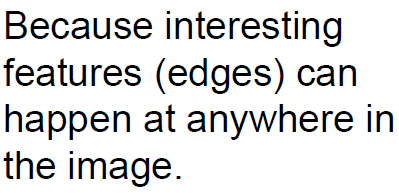 Because interesting
features (edges) can
happen at anywhere in
the image.